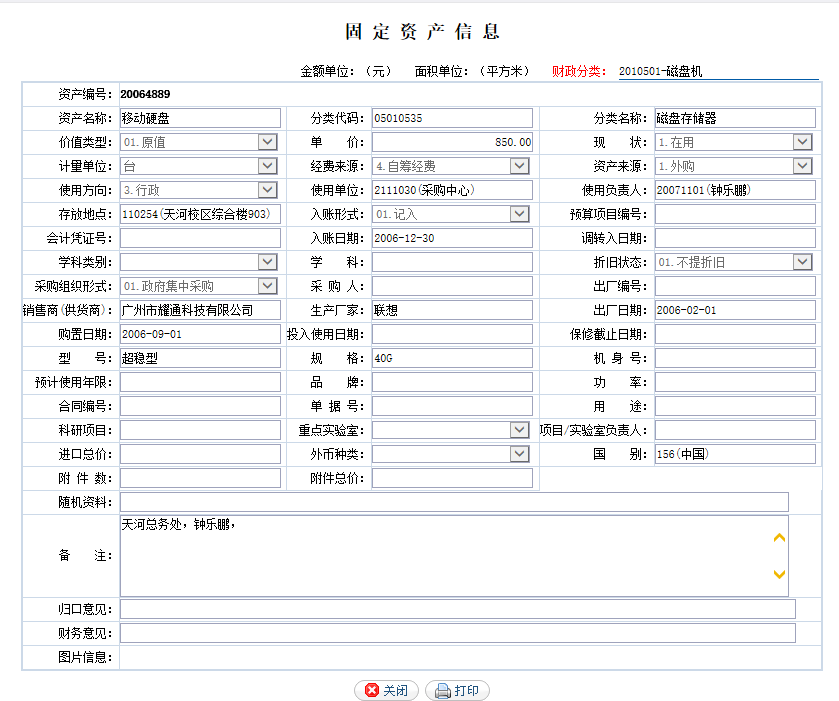 固 定 资 产 信 息
金额单位：（元） 面积单位：（平方米） 财政分类： 2010501-磁盘机
资产编号： 20064889
资产名称： 移动硬盘 分类代码： 05010535 分类名称： 磁盘存储器
价值类型： 01.原值 单 价： 850.00 现 状： 1.在用
计量单位： 台 经费来源： 4.自筹经费 资产来源： 1.外购
使用方向： 3.行政 使用单位： 2111030(采购中心) 使用负责人： 20071101(钟乐鹏)
存放地点： 110254(天河校区综合楼903) 入账形式： 01.记入 预算项目编号：
会计凭证号： 入账日期： 2006-12-30 调转入日期：
学科类别： 学 科： 折旧状态： 01.不提折旧
采购组织形式： 01.政府集中采购 采 购 人： 出厂编号：
销售商(供货商)： 广州市耀通科技有限公司 生产厂家： 联想 出厂日期： 2006-02-01
购置日期： 2006-09-01 投入使用日期： 保修截止日期：
型 号： 超稳型 规 格： 40G 机 身 号：
预计使用年限： 品 牌： 功 率：
合同编号： 单 据 号： 用 途：
科研项目： 重点实验室： 项目/实验室负责人：
进口总价： 外币种类： 国 别： 156(中国)
附 件 数： 附件总价：
随机资料：
备 注： 天河总务处，钟乐鹏，
归口意见：
财务意见：
图片信息：
关闭 打印